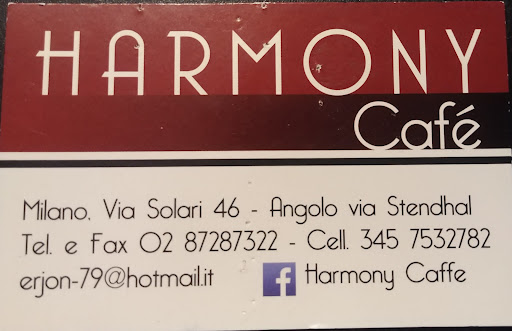 HARMONY
Café
Milano. Via Solari 46 - Angolo via Stendhal
Tel. e Fax 02 87287322 - Cell. 345 7532782
erjon-79@hotmail.it f Harmony Caffe